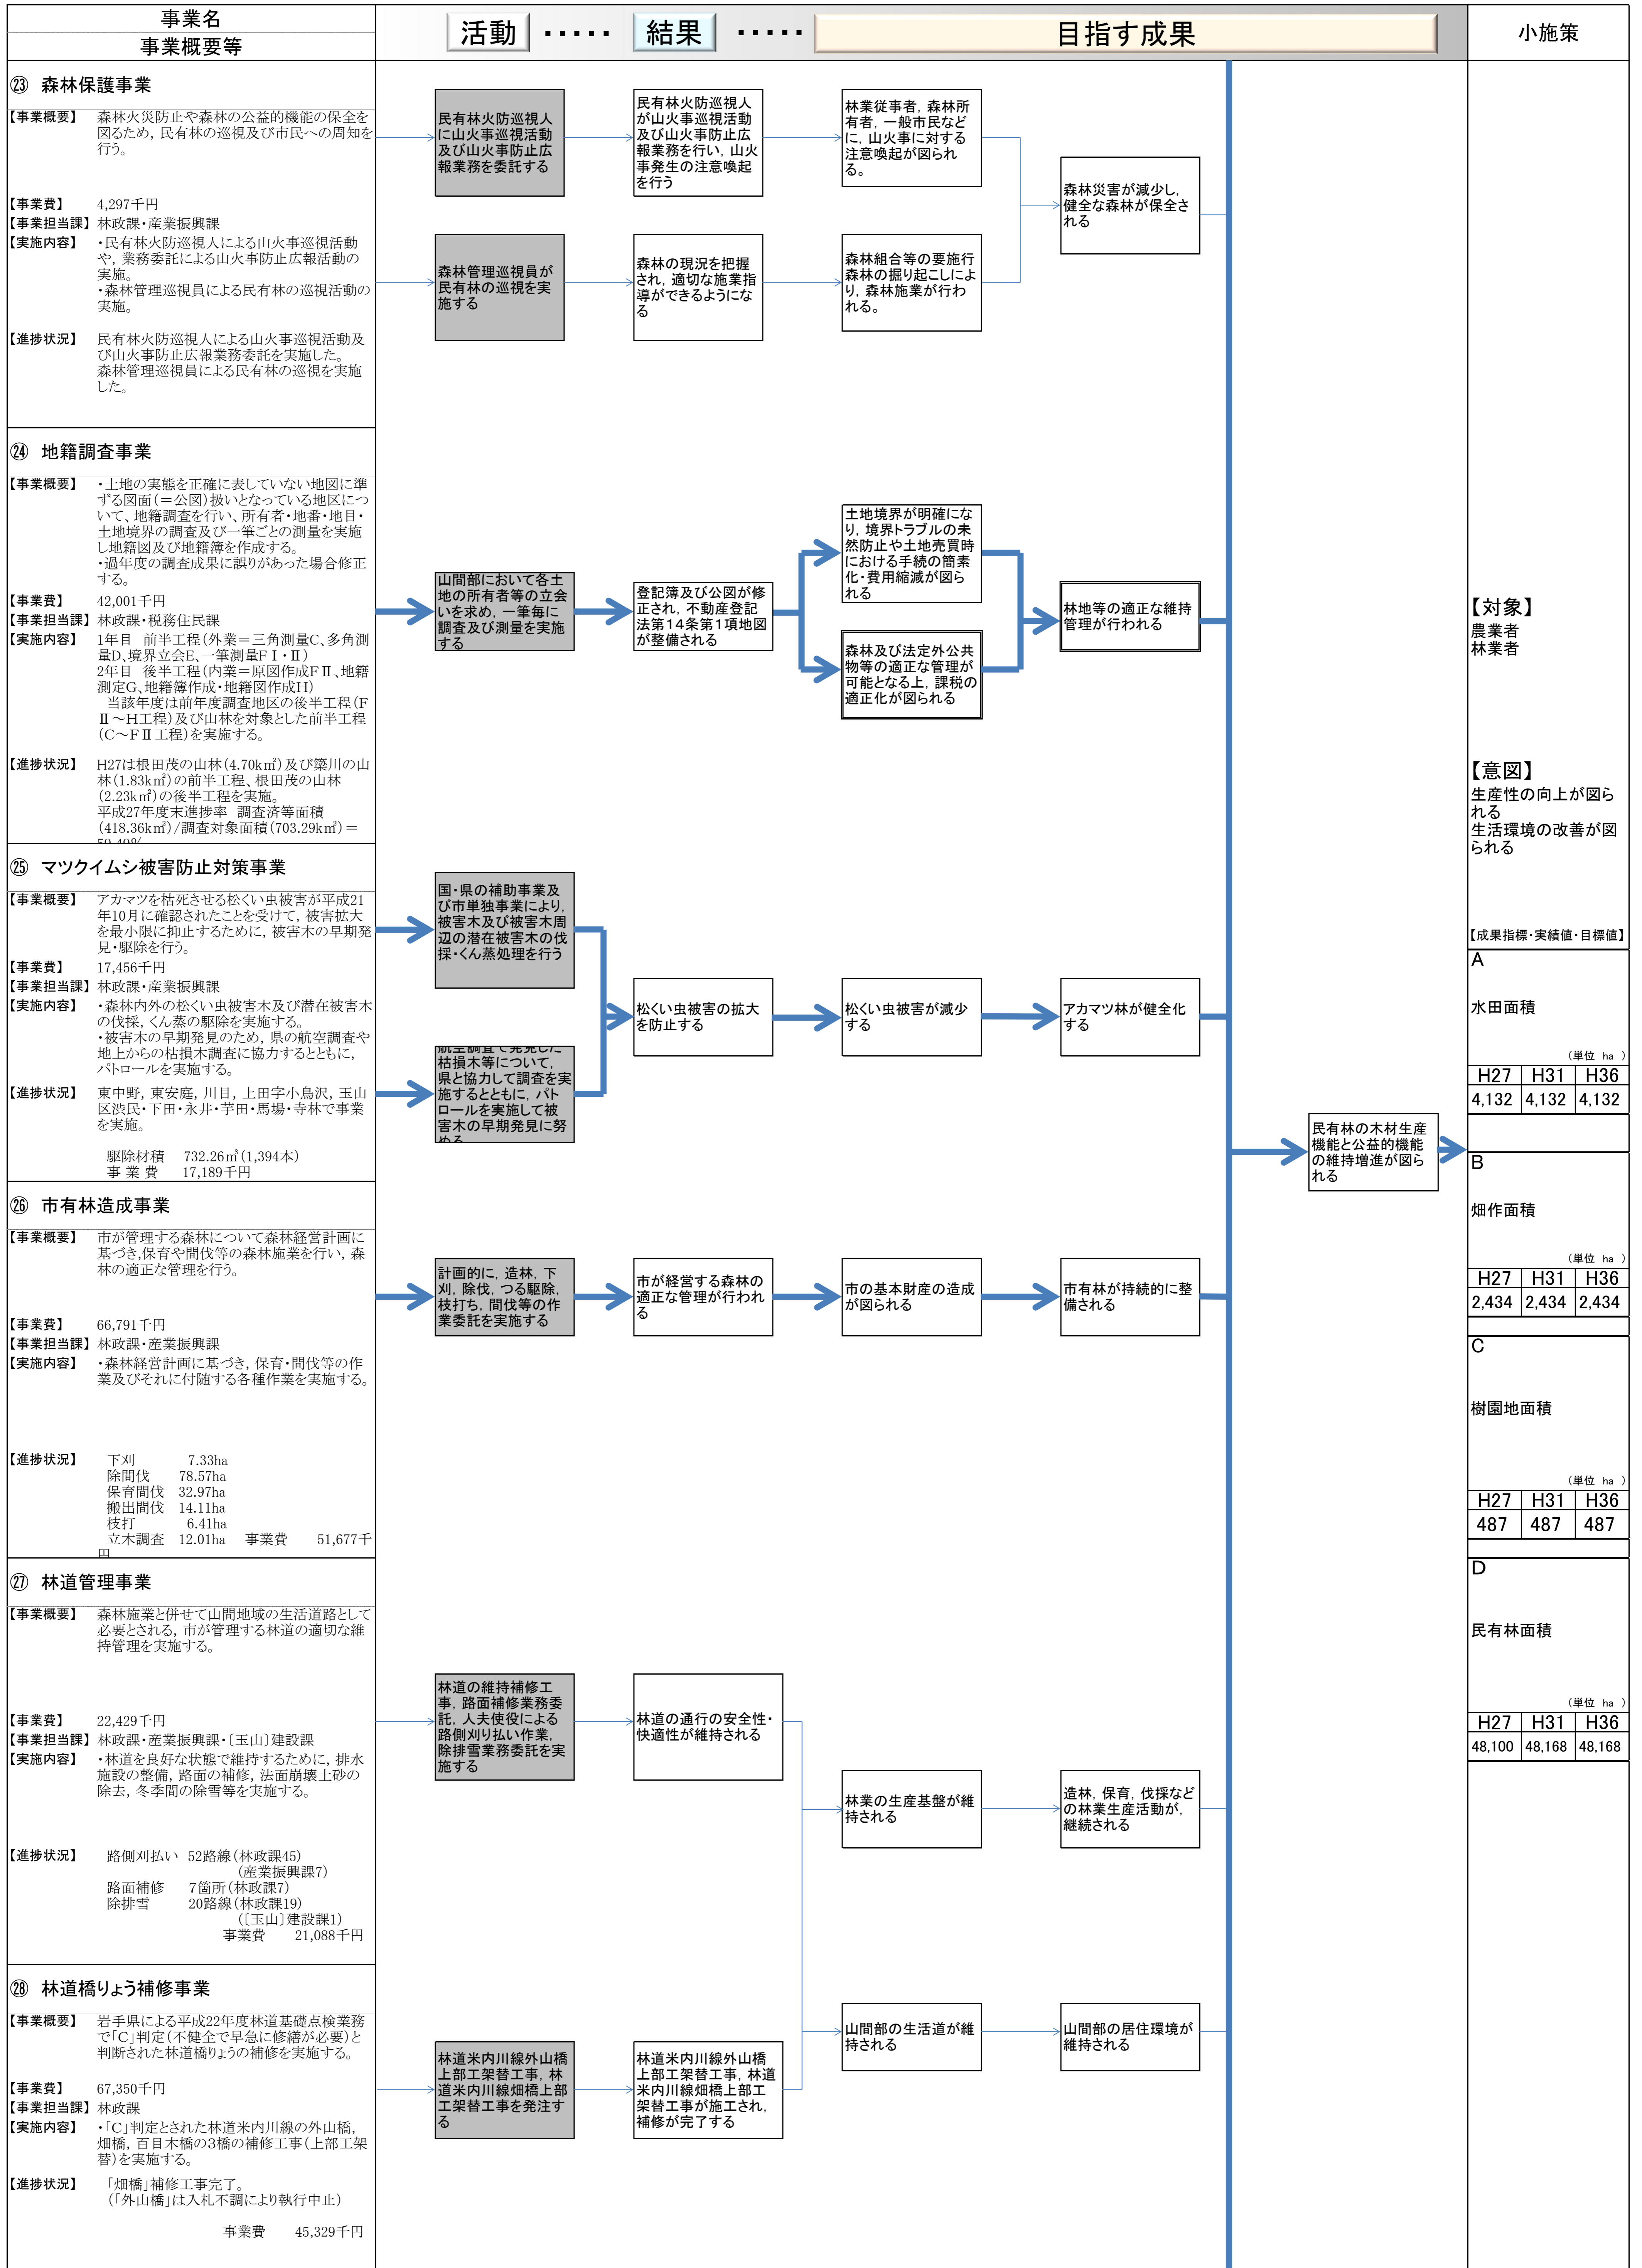 事業名
事業概要等
活動 ・・・・・ 結果 ・・・・・ 目指す成果
小施策
㉓ 森林保護事業
【事業概要】 森林火災防止や森林の公益的機能の保全を
図るため，民有林の巡視及び市民への周知を
行う。
【事業費】 4,297千円
【事業担当課】 林政課・産業振興課
【実施内容】 ・民有林火防巡視人による山火事巡視活動
や，業務委託による山火事防止広報活動の
実施。
・森林管理巡視員による民有林の巡視活動の
実施。
【進捗状況】 民有林火防巡視人による山火事巡視活動及
び山火事防止広報業務委託を実施した。
森林管理巡視員による民有林の巡視を実施
した。
民有林火防巡視人
に山火事巡視活動
及び山火事防止広
報業務を委託する
民有林火防巡視人
が山火事巡視活動
及び山火事防止広
報業務を行い，山火
事発生の注意喚起
を行う
林業従事者，森林所
有者，一般市民など
に，山火事に対する
注意喚起が図られ
る。
森林災害が減少し，
健全な森林が保全さ
れる
森林管理巡視員が
民有林の巡視を実
施する
森林の現況を把握
され，適切な施業指
導ができるようにな
る
森林組合等の要施行
森林の掘り起こしによ
り，森林施業が行わ
れる。
㉔ 地籍調査事業
【事業概要】 ・土地の実態を正確に表していない地図に準
ずる図面（＝公図）扱いとなっている地区につ
いて、地籍調査を行い、所有者・地番・地目・
土地境界の調査及び一筆ごとの測量を実施
し地籍図及び地籍簿を作成する。
・過年度の調査成果に誤りがあった場合修正
する。
【事業費】 42,001千円
【事業担当課】 林政課・税務住民課
【実施内容】 1年目 前半工程（外業＝三角測量C、多角測
量D、境界立会E、一筆測量FⅠ・Ⅱ）
2年目 後半工程（内業＝原図作成FⅡ、地籍
測定G、地籍簿作成・地籍図作成H）
当該年度は前年度調査地区の後半工程（F
Ⅱ～H工程）及び山林を対象とした前半工程
（C～FⅡ工程）を実施する。
【進捗状況】 H27は根田茂の山林（4.70k㎡）及び簗川の山
林（1.83k㎡）の前半工程、根田茂の山林
（2.23k㎡）の後半工程を実施。
平成27年度末進捗率 調査済等面積
（418.36k㎡）/調査対象面積（703.29k㎡）＝
山間部において各土
地の所有者等の立会
いを求め，一筆毎に
調査及び測量を実施
する
登記簿及び公図が修
正され，不動産登記
法第14条第1項地図
が整備される
土地境界が明確にな
り，境界トラブルの未
然防止や土地売買時
における手続の簡素
化・費用縮減が図ら
れる
森林及び法定外公共
物等の適正な管理が
可能となる上，課税の
適正化が図られる
林地等の適正な維持
管理が行われる
㉕ マツクイムシ被害防止対策事業
【事業概要】 アカマツを枯死させる松くい虫被害が平成21
年10月に確認されたことを受けて，被害拡大
を最小限に抑止するために，被害木の早期発
見・駆除を行う。
【事業費】 17,456千円
【事業担当課】 林政課・産業振興課
【実施内容】 ・森林内外の松くい虫被害木及び潜在被害木
の伐採，くん蒸の駆除を実施する。
・被害木の早期発見のため，県の航空調査や
地上からの枯損木調査に協力するとともに，
パトロールを実施する。
【進捗状況】 東中野，東安庭，川目，上田字小鳥沢，玉山
区渋民・下田・永井・芋田・馬場・寺林で事業
を実施。
駆除材積 732.26㎥（1,394本）
事 業 費 17,189千円
国・県の補助事業及
び市単独事業により，
被害木及び被害木周
辺の潜在被害木の伐
採・くん蒸処理を行う
航空調査で発見した
枯損木等について，
県と協力して調査を実
施するとともに，パト
ロールを実施して被
害木の早期発見に努
める
松くい虫被害の拡大
を防止する
松くい虫被害が減少
する
アカマツ林が健全化
する
㉖ 市有林造成事業
【事業概要】 市が管理する森林について森林経営計画に
基づき,保育や間伐等の森林施業を行い，森
林の適正な管理を行う。
【事業費】 66,791千円
【事業担当課】 林政課・産業振興課
【実施内容】 ・森林経営計画に基づき，保育・間伐等の作
業及びそれに付随する各種作業を実施する。
【進捗状況】 下刈 7.33ha
除間伐 78.57ha
保育間伐 32.97ha
搬出間伐 14.11ha
枝打 6.41ha
立木調査 12.01ha 事業費 51,677千
円
計画的に，造林，下
刈，除伐，つる駆除，
枝打ち，間伐等の作
業委託を実施する
市が経営する森林の
適正な管理が行われ
る
市の基本財産の造成
が図られる
市有林が持続的に整
備される
民有林の木材生産
機能と公益的機能
の維持増進が図ら
れる
㉗ 林道管理事業
【事業概要】 森林施業と併せて山間地域の生活道路として
必要とされる，市が管理する林道の適切な維
持管理を実施する。
【事業費】 22,429千円
【事業担当課】 林政課・産業振興課・〔玉山〕建設課
【実施内容】 ・林道を良好な状態で維持するために，排水
施設の整備，路面の補修，法面崩壊土砂の
除去，冬季間の除雪等を実施する。
【進捗状況】 路側刈払い 52路線（林政課45）
（産業振興課7）
路面補修 7箇所（林政課7）
除排雪 20路線（林政課19）
（〔玉山〕建設課1）
事業費 21,088千円
林道の維持補修工
事，路面補修業務委
託，人夫使役による
路側刈り払い作業，
除排雪業務委託を実
施する
林道の通行の安全性・
快適性が維持される
林業の生産基盤が維
持される
造林，保育，伐採など
の林業生産活動が，
継続される
㉘ 林道橋りょう補修事業
【事業概要】 岩手県による平成22年度林道基礎点検業務
で「C」判定（不健全で早急に修繕が必要）と
判断された林道橋りょうの補修を実施する。
【事業費】 67,350千円
【事業担当課】 林政課
【実施内容】 ・「C」判定とされた林道米内川線の外山橋，
畑橋，百目木橋の3橋の補修工事（上部工架
替）を実施する。
【進捗状況】 「畑橋」補修工事完了。
（「外山橋」は入札不調により執行中止）
事業費 45,329千円
林道米内川線外山橋
上部工架替工事，林
道米内川線畑橋上部
工架替工事を発注す
る
林道米内川線外山橋
上部工架替工事，林道
米内川線畑橋上部工
架替工事が施工され，
補修が完了する
山間部の生活道が維
持される
山間部の居住環境が
維持される
【対象】
農業者
林業者
【意図】
生産性の向上が図ら
れる
生活環境の改善が図
られる
【成果指標・実績値・目標値】
A
水田面積
（単位 ha ）
H27 H31 H36
4,132 4,132 4,132
B
畑作面積
（単位 ha ）
H27 H31 H36
2,434 2,434 2,434
C
樹園地面積
（単位 ha ）
H27 H31 H36
487 487 487
D
民有林面積
（単位 ha ）
H27 H31 H36
48,100 48,168 48,168